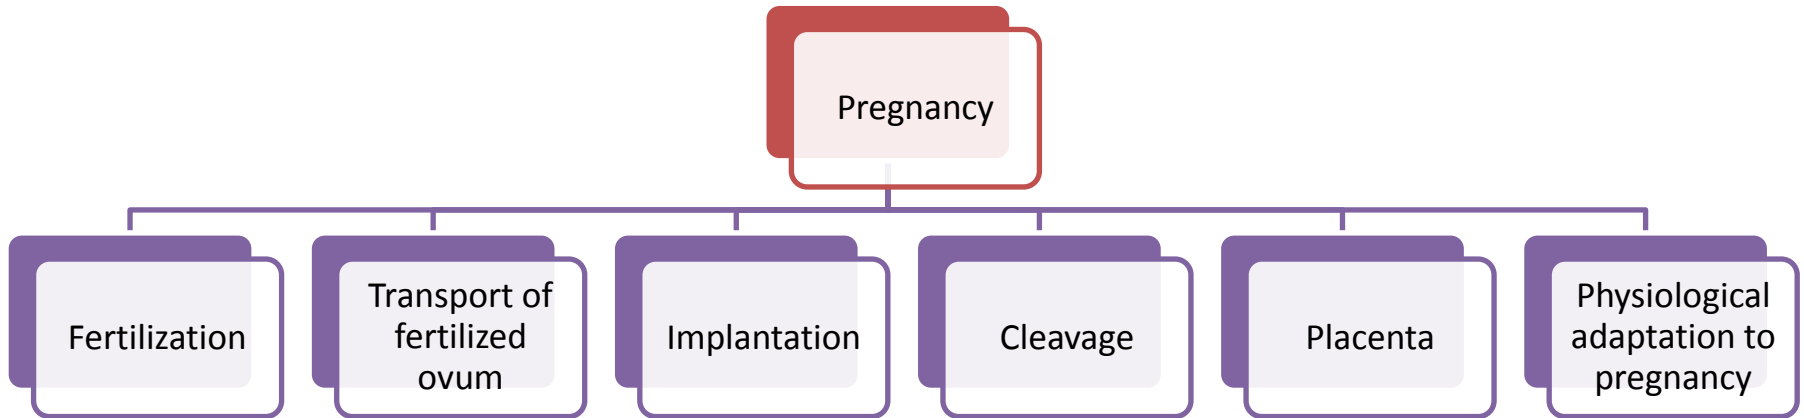 Pregnancy
Fertilization
Transport of
fertilized
ovum
Implantation
Cleavage
Placenta
Physiological
adaptation to
pregnancy